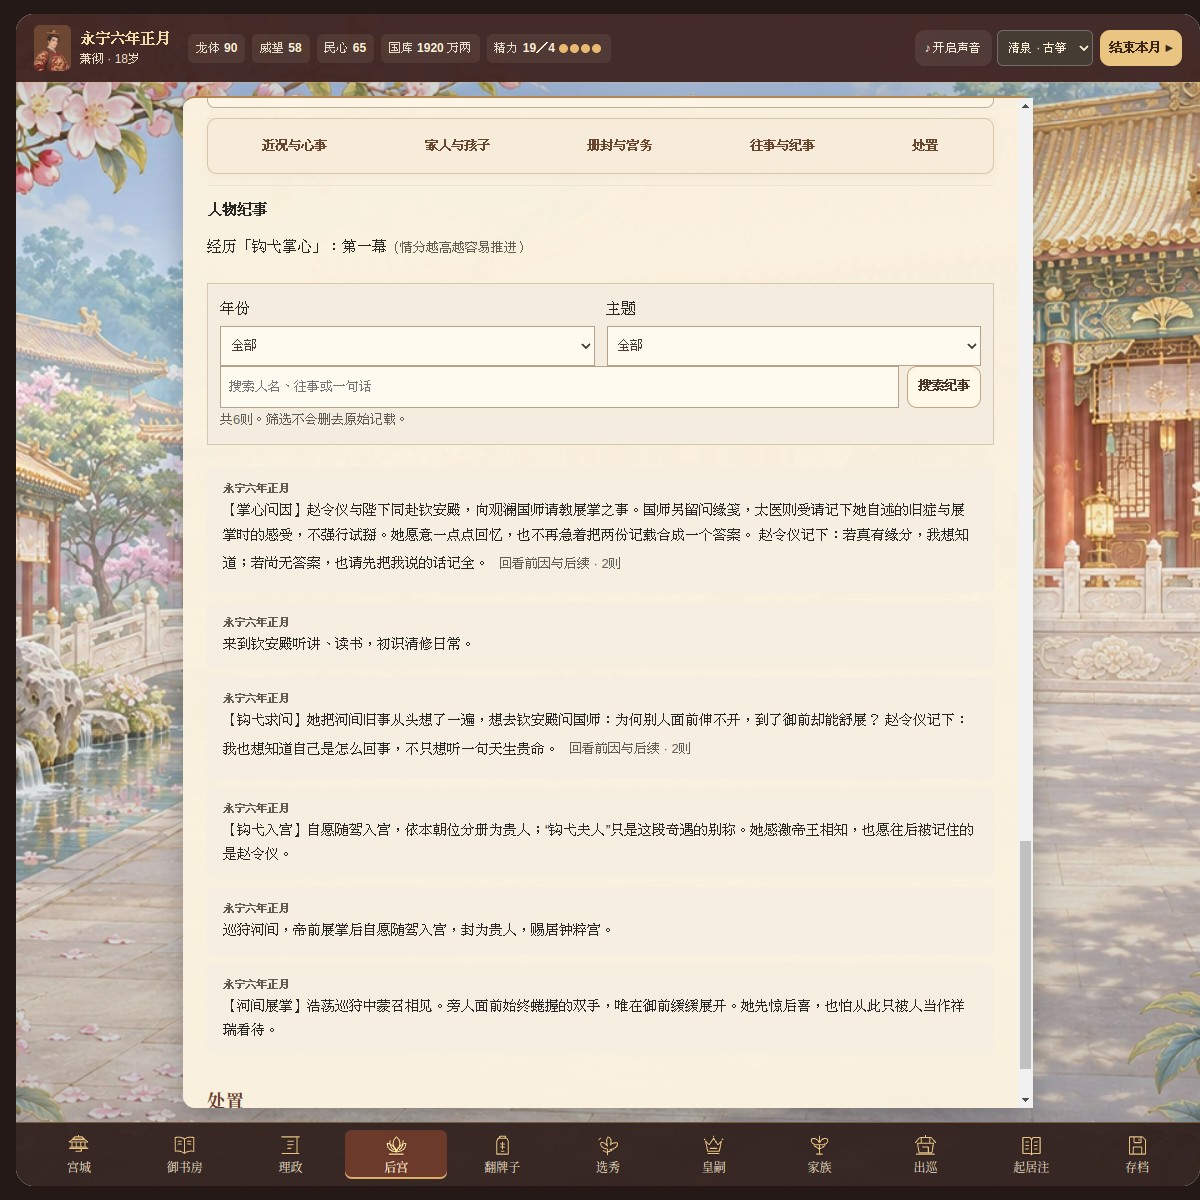 永宁六年正月
萧彻 · 18岁
龙体 90
威望 58
民心 65
国库 1920 万两
精力 19／4
♪开启声音
清泉 · 古筝
结束本月 ▸
近况与心事
家人与孩子
册封与宫务
往事与纪事
处置
人物纪事
经历「钩弋掌心」：第一幕（情分越高越容易推进）
年份
主题
全部
全部
搜索人名、往事或一句话
搜索纪事
共6则。筛选不会删去原始记载。
永宁六年正月
【掌心问因】赵令仪与陛下同赴钦安殿，向观澜国师请教展掌之事。国师另留问缘笺，太医则受请记下她自述的旧症与展
掌时的感受，不强行试掰。她愿意一点点回忆，也不再急着把两份记载合成一个答案。 赵令仪记下：若真有缘分，我想知
道；若尚无答案，也请先把我说的话记全。 回看前因与后续 · 2则
永宁六年正月
来到钦安殿听讲、读书，初识清修日常。
永宁六年正月
【钩弋求问】她把河间旧事从头想了一遍，想去钦安殿问国师：为何别人面前伸不开，到了御前却能舒展？ 赵令仪记下：
我也想知道自己是怎么回事，不只想听一句天生贵命。 回看前因与后续 · 2则
永宁六年正月
【钩弋入宫】自愿随驾入宫，依本朝位分册为贵人；“钩弋夫人”只是这段奇遇的别称。她感激帝王相知，也愿往后被记住的
是赵令仪。
永宁六年正月
巡狩河间，帝前展掌后自愿随驾入宫，封为贵人，赐居钟粹宫。
永宁六年正月
【河间展掌】浩荡巡狩中蒙召相见。旁人面前始终蜷握的双手，唯在御前缓缓展开。她先惊后喜，也怕从此只被人当作祥
瑞看待。
处置
宫城
御书房
理政
后宫
翻牌子
选秀
皇嗣
家族
出巡
起居注
存档